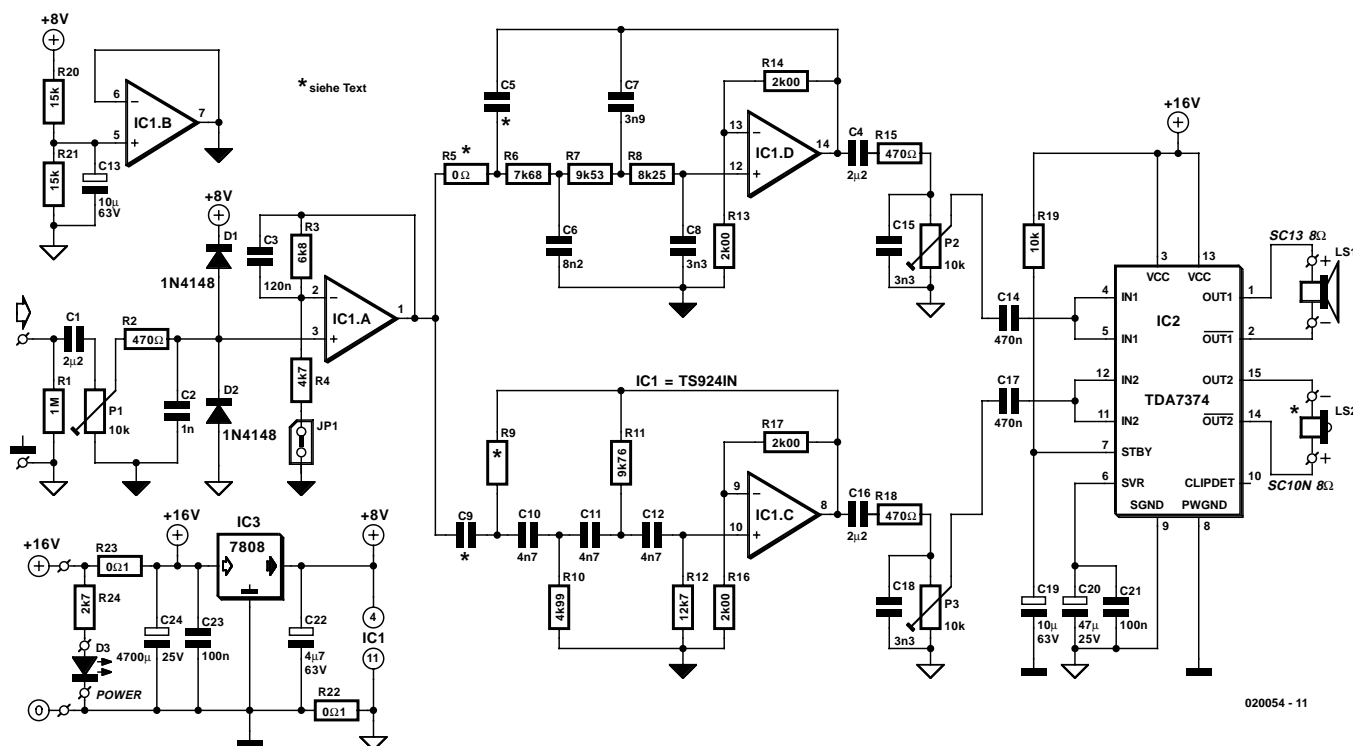 +8V
R20
15k
R21
15k
C13
10µ
63V
6
5
7
IC1.B
*siehe Text
C1
2µ2
R1
1M
P1
10k
R2
470Ω
C2
1n
+8V
D1
1N4148
D2
1N4148
C3
120n
R3
6k8
2
3
1
IC1.A
R4
4k7
JP1
C5
*
C7
3n9
R14
2k00
R5
*
0Ω
R6
7k68
R7
9k53
R8
8k25
C6
8n2
C8
3n3
13
12
14
IC1.D
R13
2k00
C4
2µ2
R15
470Ω
C15
3n3
P2
10k
IC1 = TS924IN
R9
*
R11
9k76
R17
2k00
C9
*
C10
4n7
C11
4n7
C12
4n7
R10
4k99
R12
12k7
R16
2k00
9
10
8
IC1.C
C16
2µ2
R18
470Ω
C18
3n3
P3
10k
+16V
R19
10k
C14
470n
C17
470n
3
VCC
13
VCC
4
IN1
5
IN1
12
IN2
11
IN2
7
STBY
6
SVR
IC2
TDA7374
OUT1
1
OUT1
2
OUT2
15
OUT2
14
CLIPDET
10
SGND
9
PWGND
8
SC13 8Ω
+
LS1
−
−
*
LS2
+
SC10N 8Ω
C19
10µ
63V
C20
47µ
25V
C21
100n
+16V
R23
0Ω1
+16V
IC3
7808
+8V
R24
2k7
D3
POWER
0
C24
4700µ
25V
C23
100n
C22
4µ7
63V
R22
0Ω1
4
IC1
11
020054 - 11